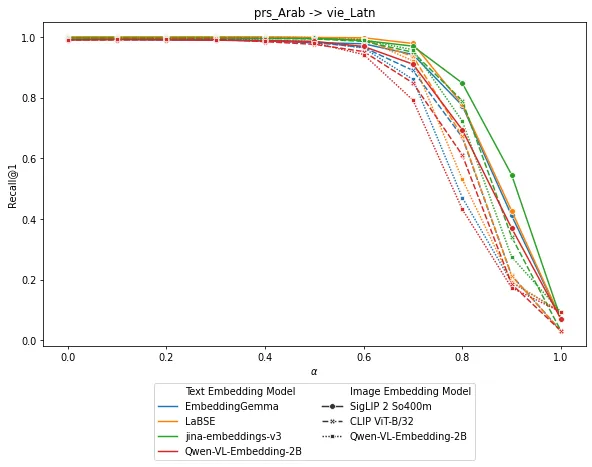 prs_Arab -> vie_Latn
Recall@1
1.0
0.8
0.6
0.4
0.2
0.0
0.0 0.2 0.4 0.6 0.8 1.0
α
Text Embedding Model
EmbeddingGemma
LaBSE
jina-embeddings-v3
Qwen-VL-Embedding-2B
Image Embedding Model
SigLIP 2 So400m
CLIP ViT-B/32
Qwen-VL-Embedding-2B